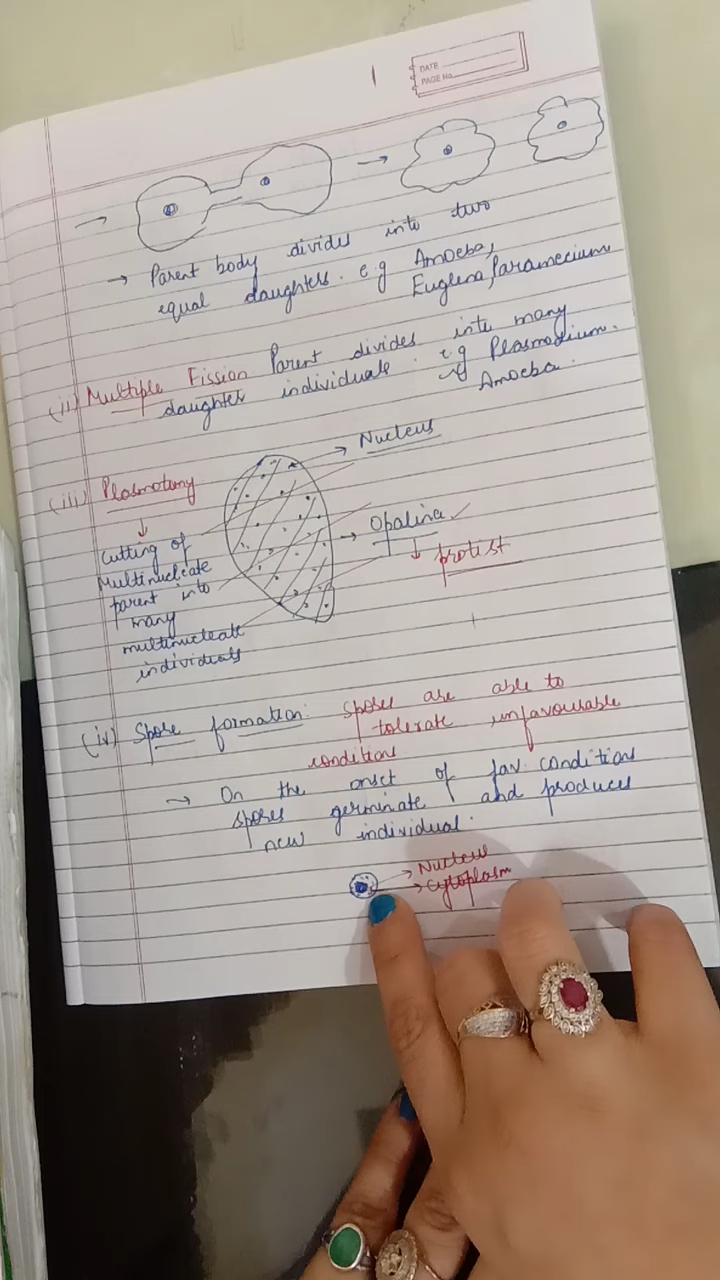 DATE
PAGE No.
→ Parent body divides into two
equal daughters. e.g Amoeba,
Euglena, Paramecium
(ii) Multiple Fission Parent divides into many
daughter individuals. e.g Plasmodium.
Amoeba.
→ Nucleus
(iii) Plasmotomy
↓
Cutting of
Multinucleate
parent into
many
multinucleate
individuals
→ Opalina ✓
↓ protist
(iv) Spore formation: Spores are able to
tolerate unfavourable
conditions
→ On the onset of fav. conditions
spores germinate and produces
new individual.
→ Nucleus
→ Cytoplasm